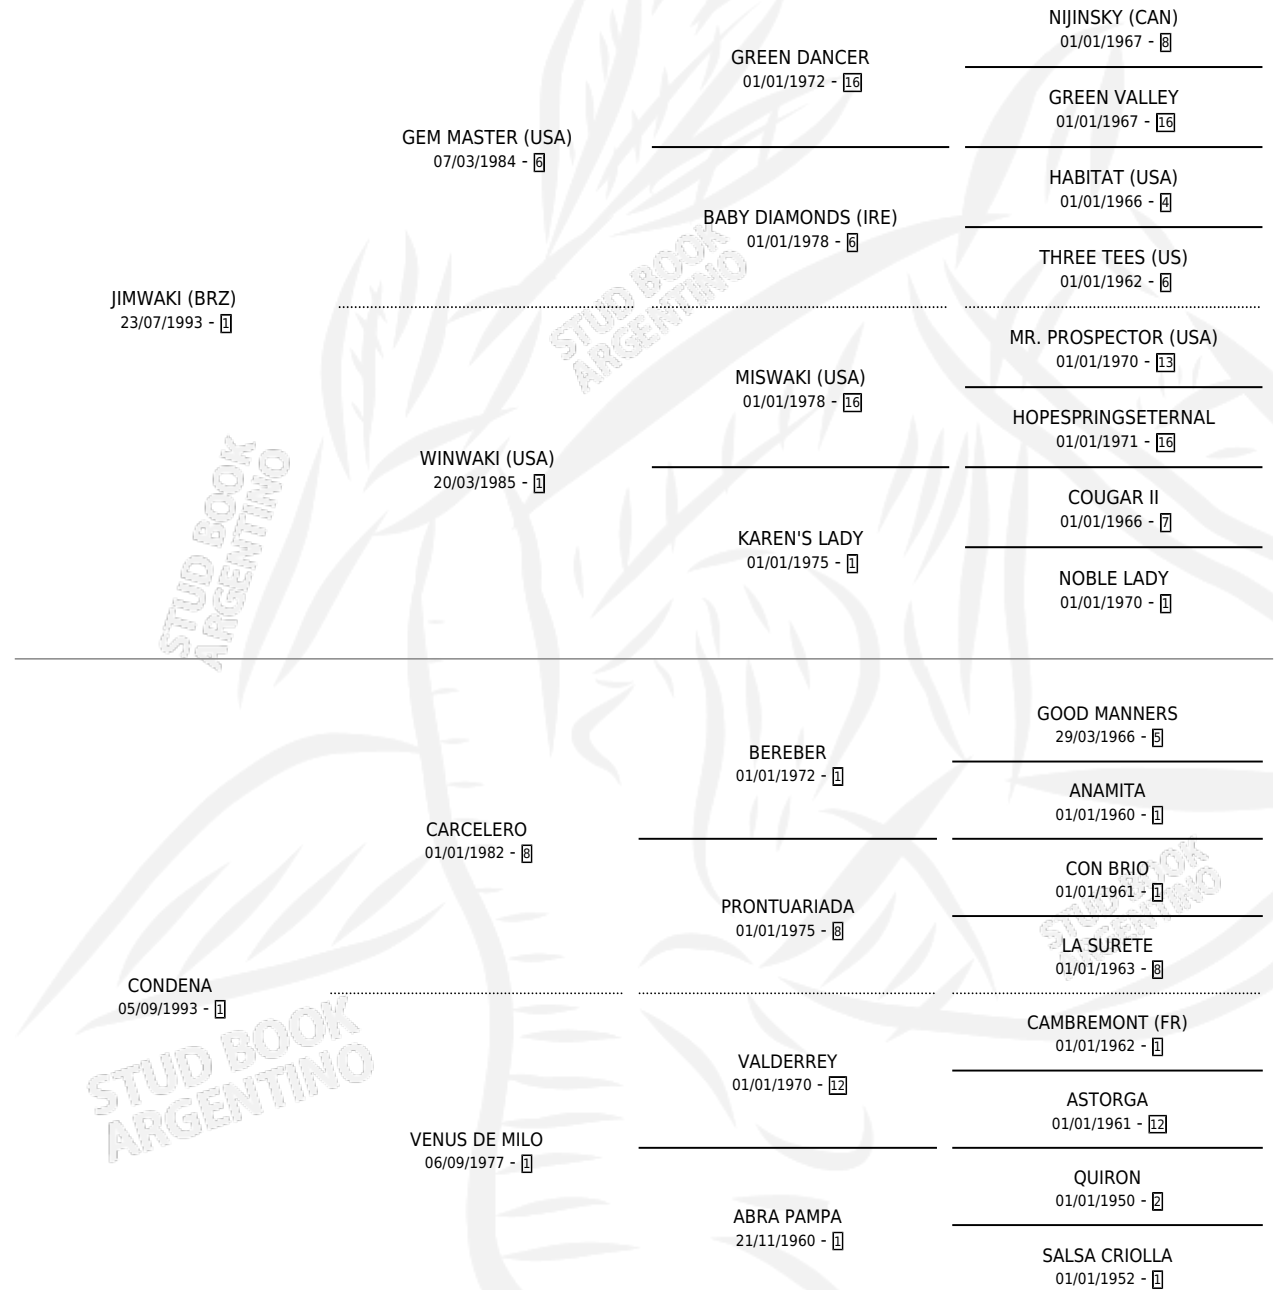 NIJINSKY (CAN)
01/01/1967 - 8
GREEN DANCER
01/01/1972 - 16
GREEN VALLEY
01/01/1967 - 16
GEM MASTER (USA)
07/03/1984 - 6
HABITAT (USA)
01/01/1966 - 4
BABY DIAMONDS (IRE)
01/01/1978 - 6
THREE TEES (US)
01/01/1962 - 6
JIMWAKI (BRZ)
23/07/1993 - 1
MR. PROSPECTOR (USA)
01/01/1970 - 13
MISWAKI (USA)
01/01/1978 - 16
HOPESPRINGSETERNAL
01/01/1971 - 16
WINWAKI (USA)
20/03/1985 - 1
COUGAR II
01/01/1966 - 7
KAREN'S LADY
01/01/1975 - 1
NOBLE LADY
01/01/1970 - 1
GOOD MANNERS
29/03/1966 - 5
BEREBER
01/01/1972 - 1
ANAMITA
01/01/1960 - 1
CARCELERO
01/01/1982 - 8
CON BRIO
01/01/1961 - 1
PRONTUARIADA
01/01/1975 - 8
LA SURETE
01/01/1963 - 8
CONDENA
05/09/1993 - 1
CAMBREMONT (FR)
01/01/1962 - 1
VALDERREY
01/01/1970 - 12
ASTORGA
01/01/1961 - 12
VENUS DE MILO
06/09/1977 - 1
QUIRON
01/01/1950 - 2
ABRA PAMPA
21/11/1960 - 1
SALSA CRIOLLA
01/01/1952 - 1
STUD BOOK
ARGENTINO
STUD BOOK
ARGENTINO
STUD BOOK
ARGENTINO
STUD BOOK
ARGENTINO